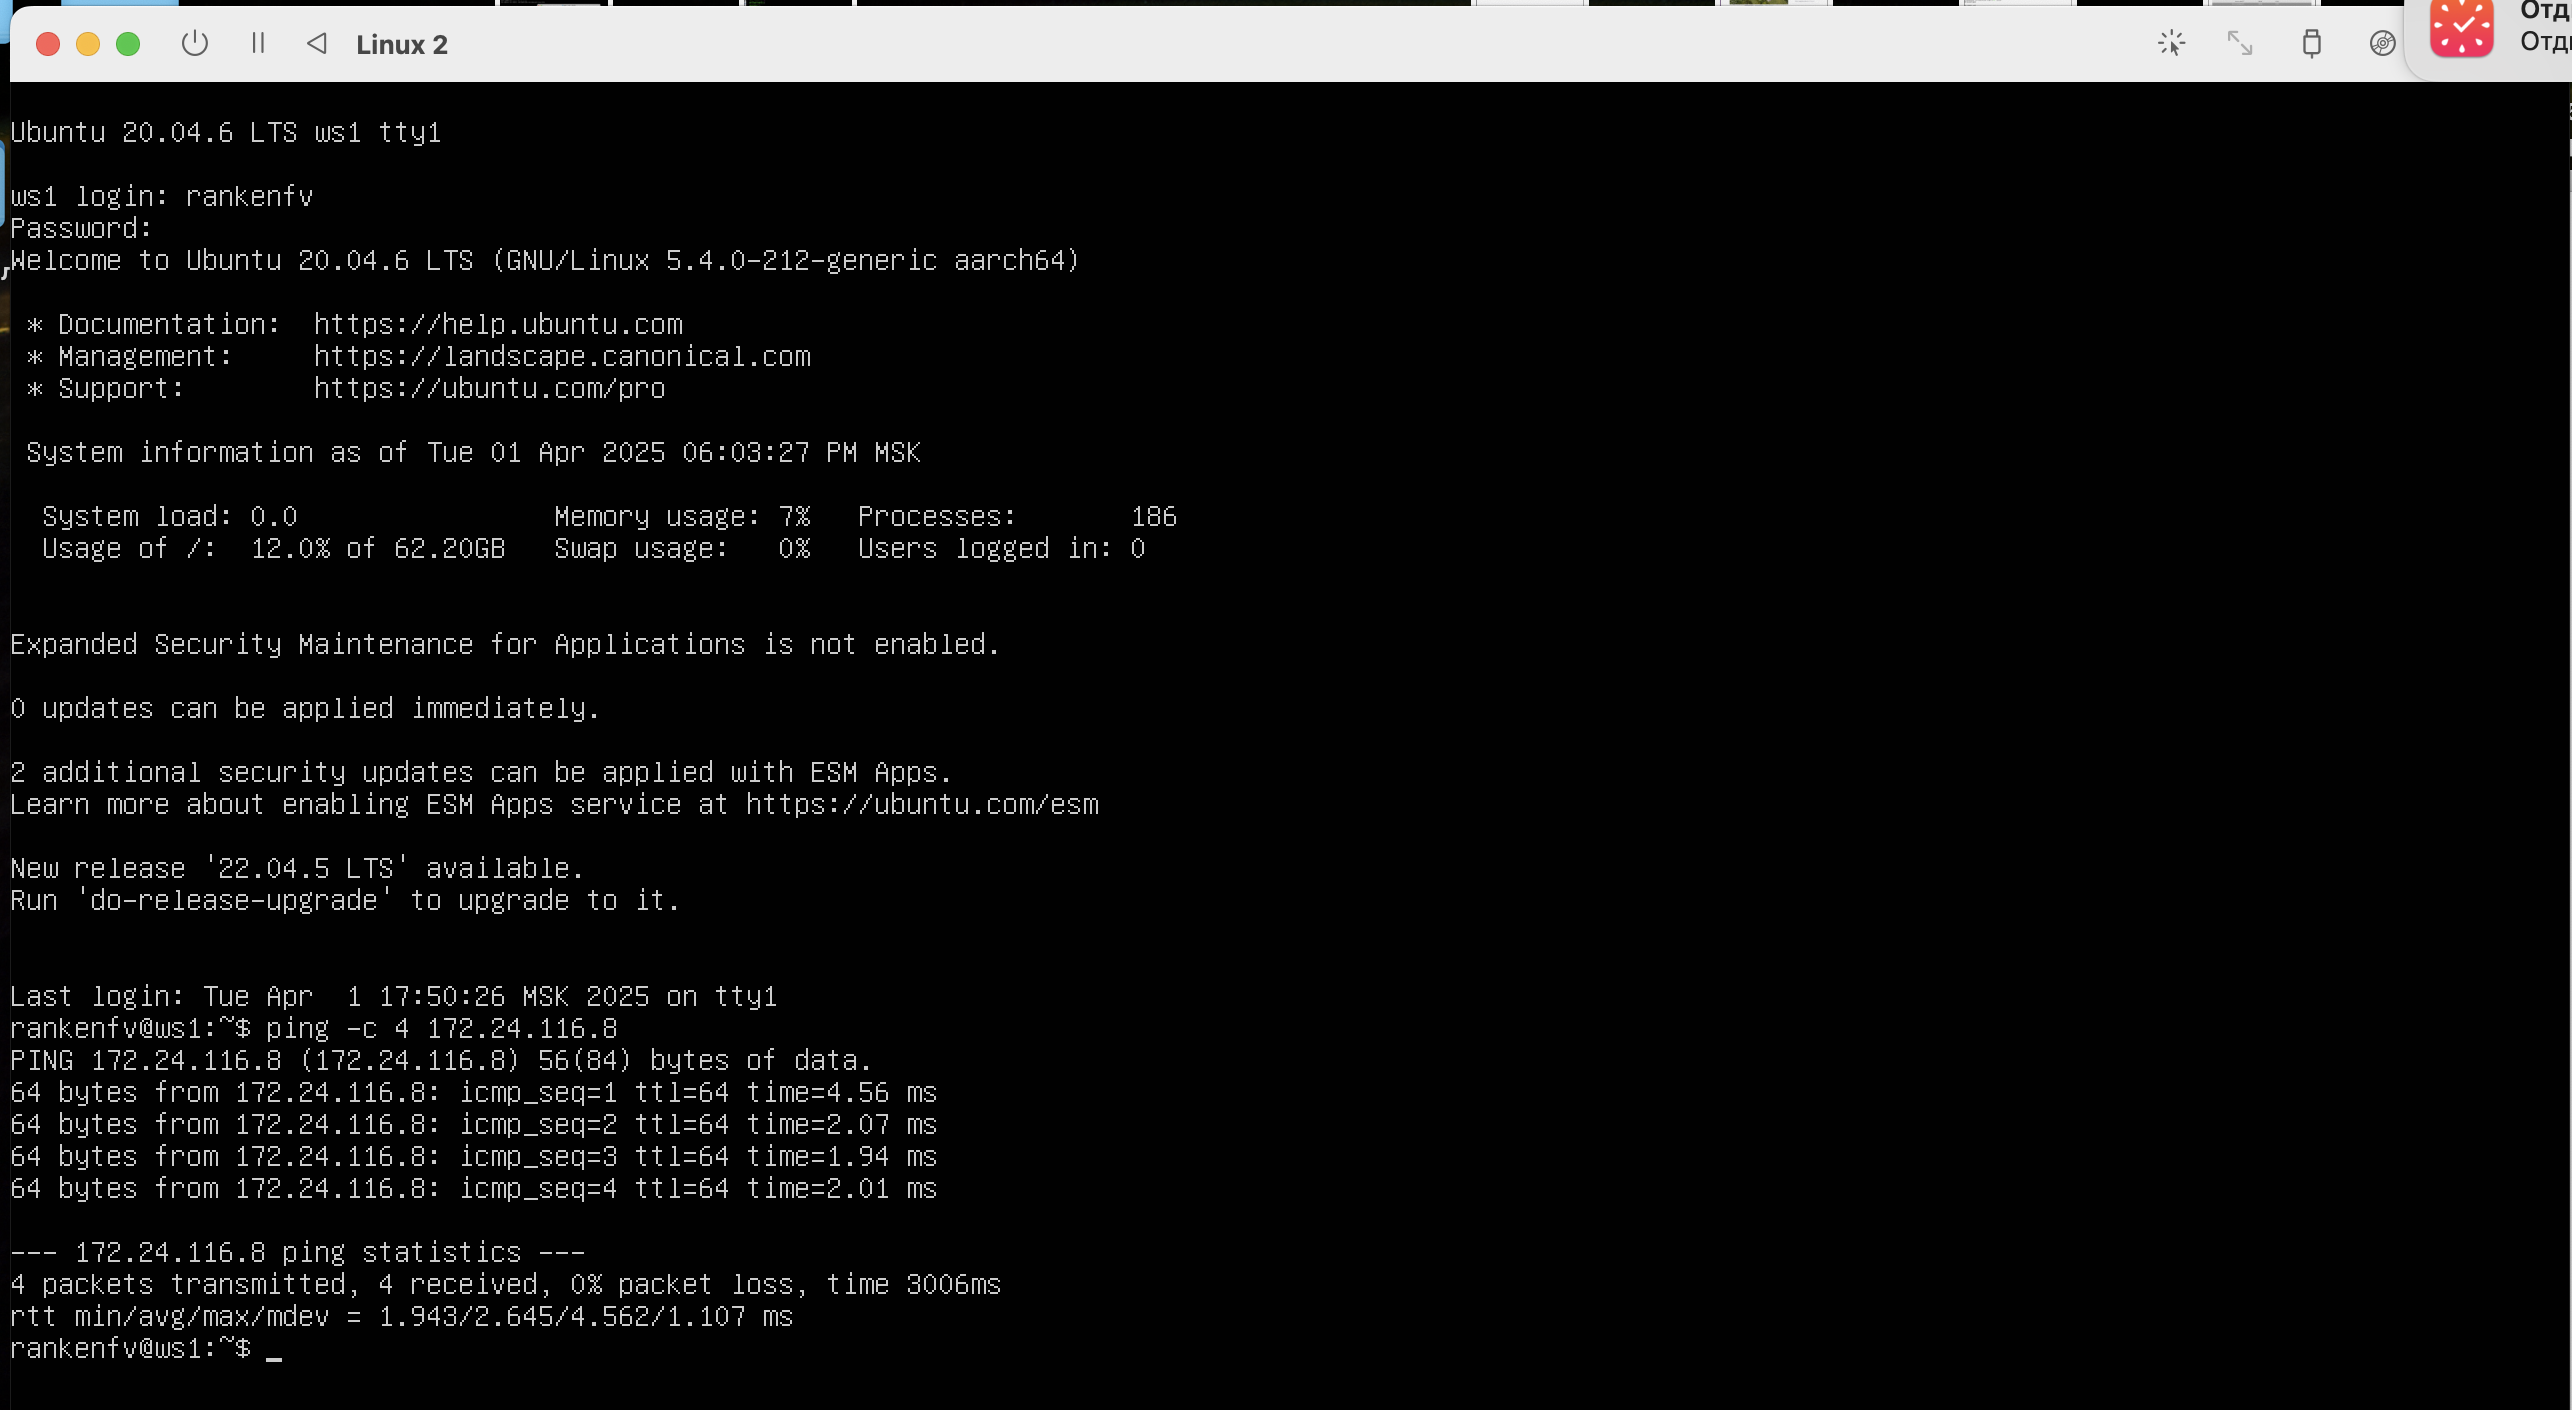 Linux 2
Отд
Отд
Ubuntu 20.04.6 LTS ws1 tty1
ws1 login: rankenfv
Password:
Welcome to Ubuntu 20.04.6 LTS (GNU/Linux 5.4.0-212-generic aarch64)
* Documentation:  https://help.ubuntu.com
* Management:     https://landscape.canonical.com
* Support:        https://ubuntu.com/pro
System information as of Tue 01 Apr 2025 06:03:27 PM MSK
System load: 0.0                Memory usage: 7%   Processes:       186
Usage of /:  12.0% of 62.20GB   Swap usage:   0%   Users logged in: 0
Expanded Security Maintenance for Applications is not enabled.
0 updates can be applied immediately.
2 additional security updates can be applied with ESM Apps.
Learn more about enabling ESM Apps service at https://ubuntu.com/esm
New release '22.04.5 LTS' available.
Run 'do-release-upgrade' to upgrade to it.
Last login: Tue Apr  1 17:50:26 MSK 2025 on tty1
rankenfv@ws1:~$ ping -c 4 172.24.116.8
PING 172.24.116.8 (172.24.116.8) 56(84) bytes of data.
64 bytes from 172.24.116.8: icmp_seq=1 ttl=64 time=4.56 ms
64 bytes from 172.24.116.8: icmp_seq=2 ttl=64 time=2.07 ms
64 bytes from 172.24.116.8: icmp_seq=3 ttl=64 time=1.94 ms
64 bytes from 172.24.116.8: icmp_seq=4 ttl=64 time=2.01 ms
--- 172.24.116.8 ping statistics ---
4 packets transmitted, 4 received, 0% packet loss, time 3006ms
rtt min/avg/max/mdev = 1.943/2.645/4.562/1.107 ms
rankenfv@ws1:~$ _